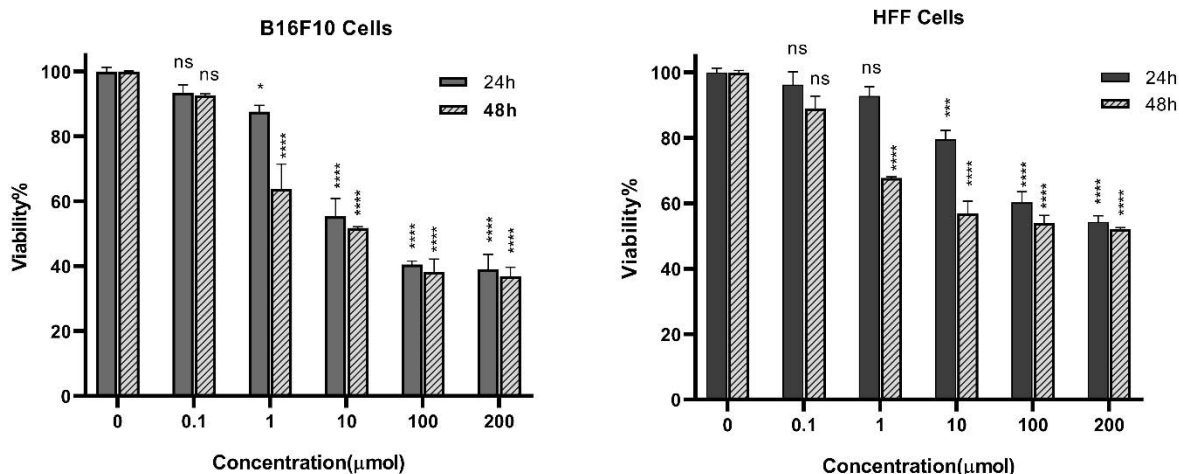 B16F10 Cells
ns
ns
*
****
****
****
****
****
****
****
24h
48h
100
80
60
40
20
0
Viability%
0 0.1 1 10 100 200
Concentration(μmol)
HFF Cells
ns
ns
ns
****
***
****
****
****
****
****
24h
48h
100
80
60
40
20
0
Viability%
0 0.1 1 10 100 200
Concentration(μmol)